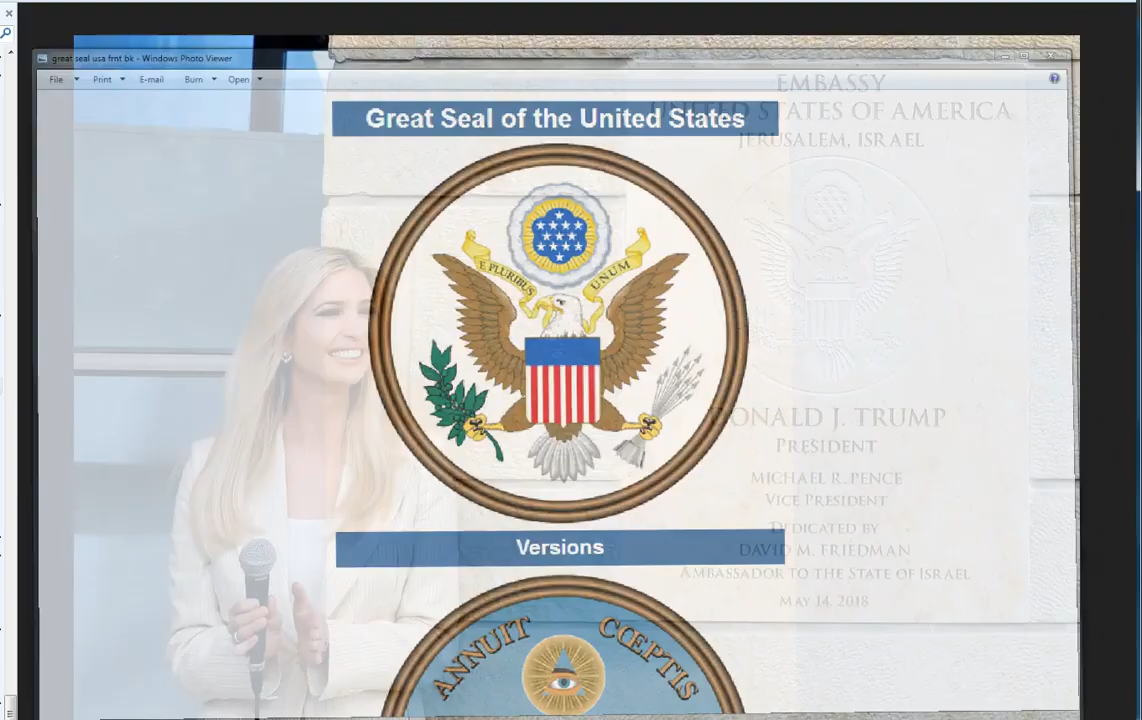 great seal usa frnt bk - Windows Photo Viewer
File Print E-mail Burn Open
EMBASSY
UNITED STATES OF AMERICA
JERUSALEM, ISRAEL
Great Seal of the United States
E PLURIBUS UNUM
DONALD J. TRUMP
PRESIDENT
MICHAEL R. PENCE
VICE PRESIDENT
DEDICATED BY
DAVID M. FRIEDMAN
AMBASSADOR TO THE STATE OF ISRAEL
MAY 14, 2018
Versions
ANNUIT CŒPTIS